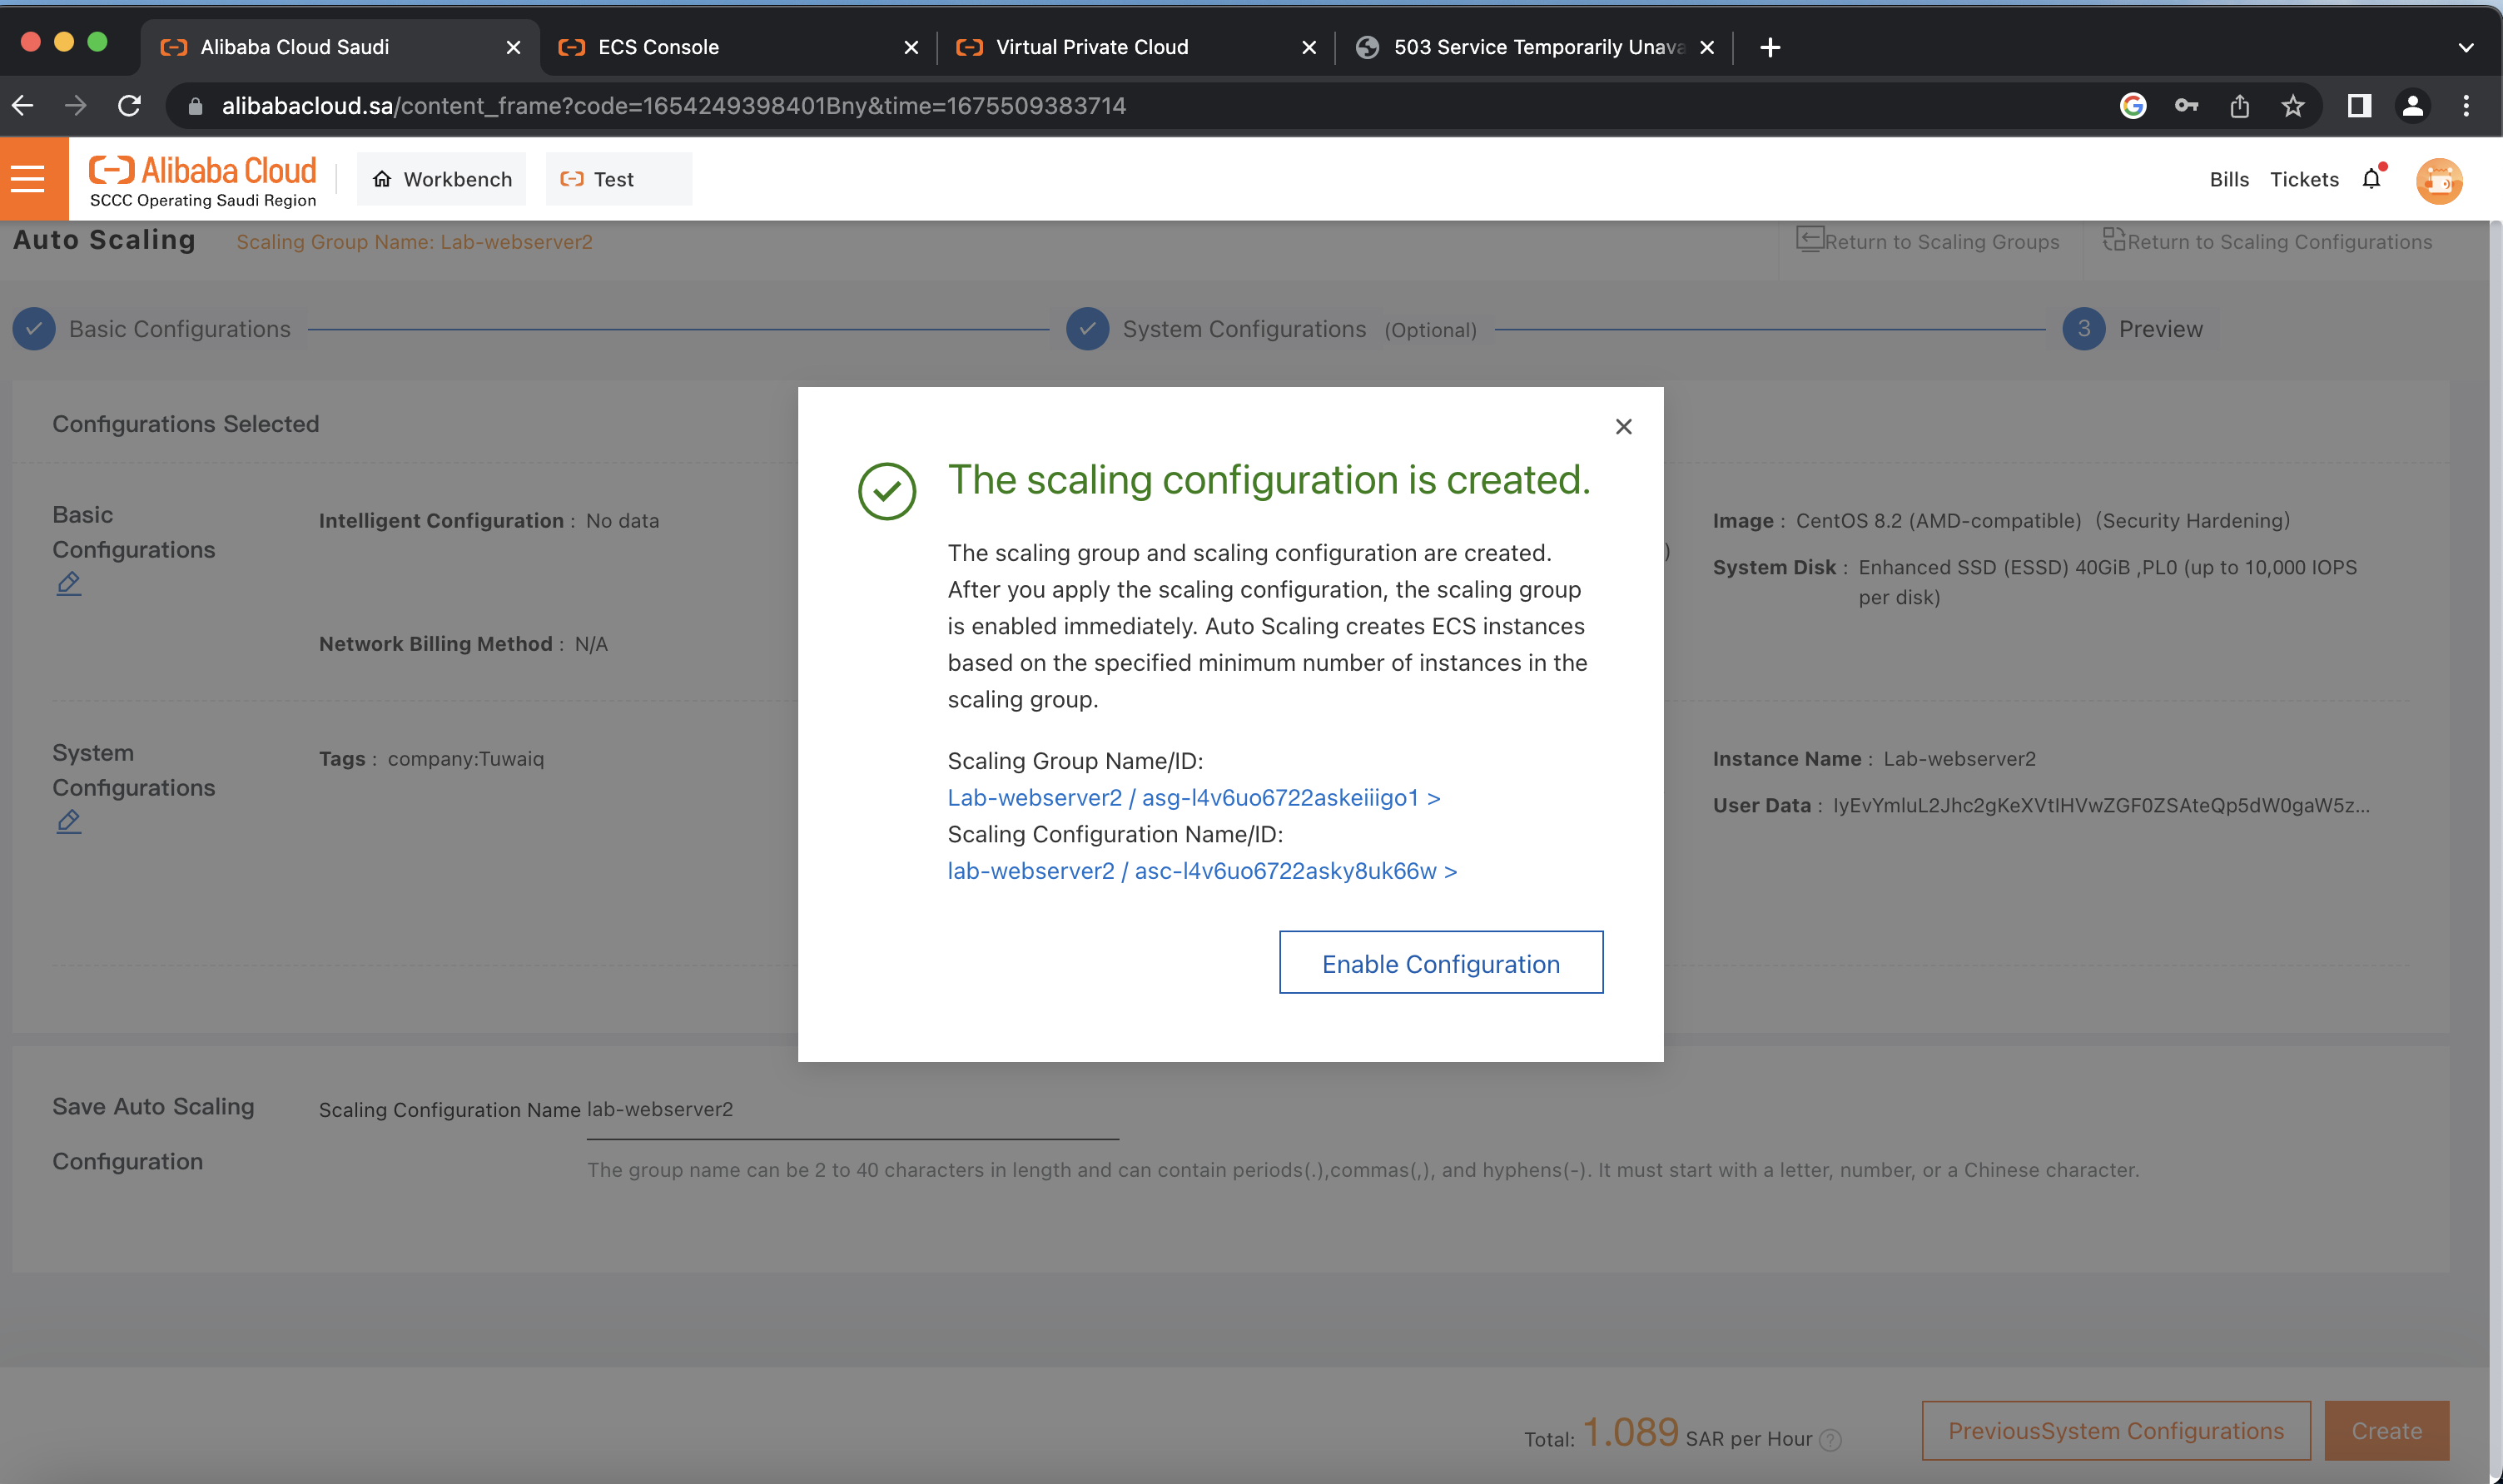 Alibaba Cloud Saudi
ECS Console
Virtual Private Cloud
503 Service Temporarily Unava
alibabacloud.sa/content_frame?code=1654249398401Bny&time=1675509383714
Alibaba Cloud
SCCC Operating Saudi Region
Workbench
Test
Bills
Tickets
Auto Scaling
Scaling Group Name: Lab-webserver2
Return to Scaling Groups
Return to Scaling Configurations
Basic Configurations
System Configurations (Optional)
3 Preview
Configurations Selected
Basic
Configurations
Intelligent Configuration : No data
Network Billing Method : N/A
)
Image : CentOS 8.2 (AMD-compatible) (Security Hardening)
System Disk : Enhanced SSD (ESSD) 40GiB ,PL0 (up to 10,000 IOPS
per disk)
System
Configurations
Tags : company:Tuwaiq
Instance Name : Lab-webserver2
User Data : IyEvYmluL2Jhc2gKeXVtIHVwZGF0ZSAteQp5dW0gaW5z...
The scaling configuration is created.
The scaling group and scaling configuration are created.
After you apply the scaling configuration, the scaling group
is enabled immediately. Auto Scaling creates ECS instances
based on the specified minimum number of instances in the
scaling group.
Scaling Group Name/ID:
Lab-webserver2 / asg-l4v6uo6722askeiiigo1 >
Scaling Configuration Name/ID:
lab-webserver2 / asc-l4v6uo6722asky8uk66w >
Enable Configuration
Save Auto Scaling
Configuration
Scaling Configuration Name lab-webserver2
The group name can be 2 to 40 characters in length and can contain periods(.),commas(,), and hyphens(-). It must start with a letter, number, or a Chinese character.
Total: 1.089 SAR per Hour ?
PreviousSystem Configurations
Create